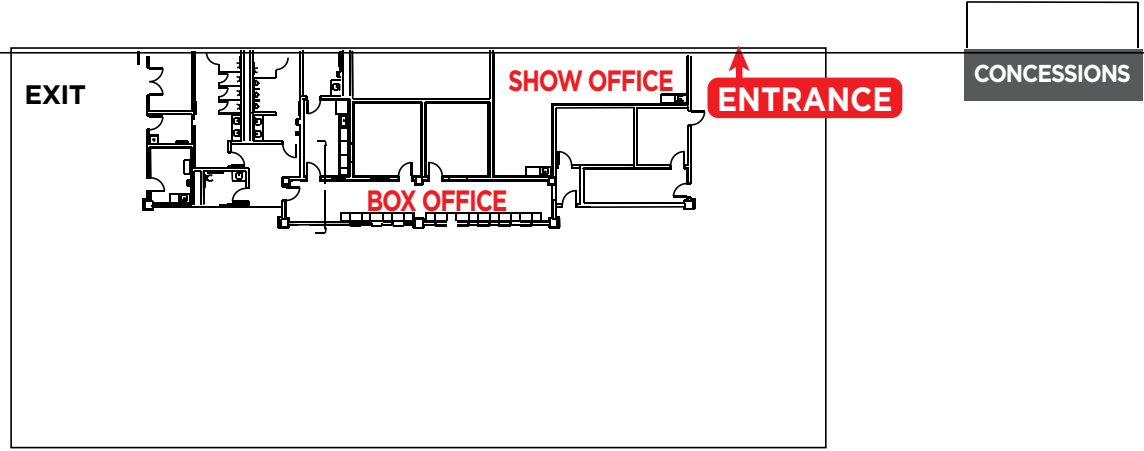 CONCESSIONS
SHOW OFFICE
EXIT
ENTRANCE
BOX OFFICE